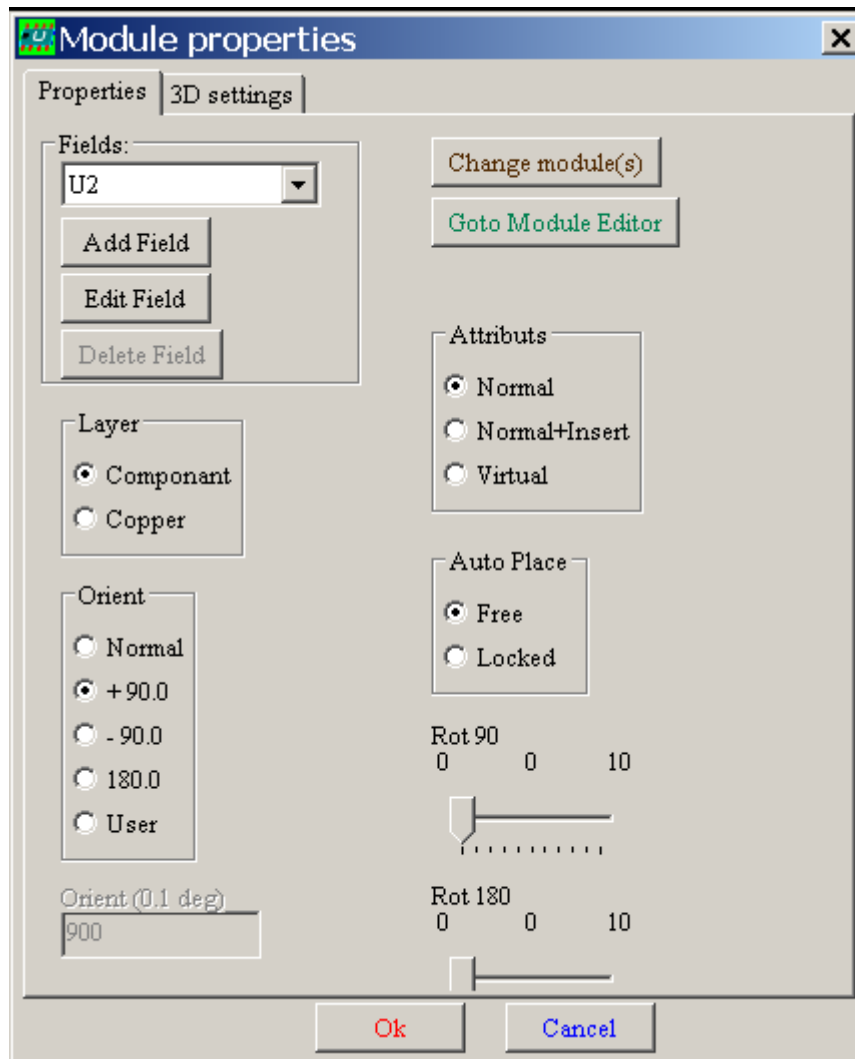 Module properties
Properties
3D settings
Fields:
U2
Add Field
Edit Field
Delete Field
Layer
Componant
Copper
Orient
Normal
+90.0
- 90.0
180.0
User
Orient (0.1 deg)
900
Change module(s)
Goto Module Editor
Attributs
Normal
Normal+Insert
Virtual
Auto Place
Free
Locked
Rot 90
0 0 10
Rot 180
0 0 10
Ok
Cancel